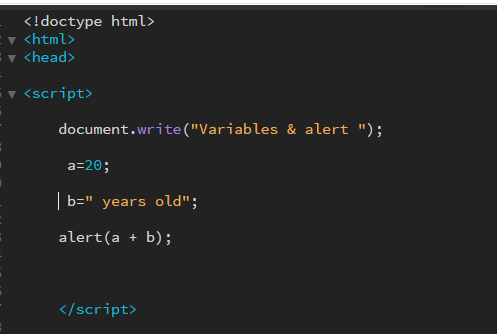 <!doctype html>
<html>
<head>
<script>
document.write("Variables & alert ");
a=20;
b=" years old";
alert(a + b);
</script>